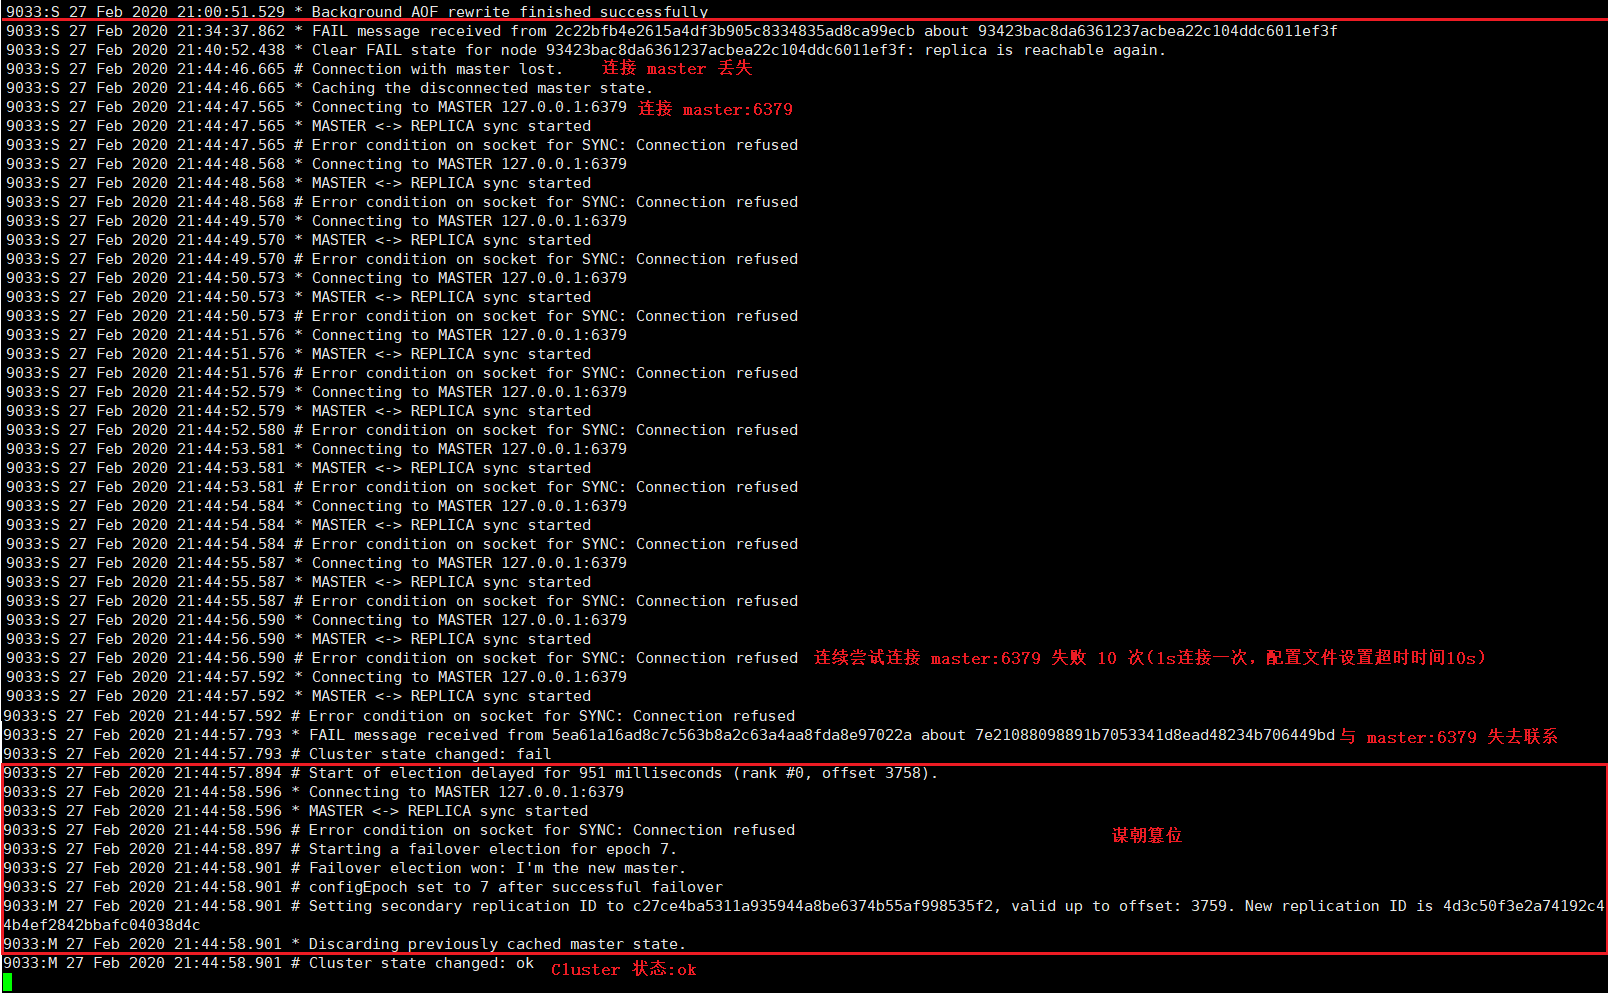 9033:S 27 Feb 2020 21:00:51.529 * Background AOF rewrite finished successfully
9033:S 27 Feb 2020 21:34:37.862 * FAIL message received from 2c22bfb4e2615a4df3b905c8334835ad8ca99ecb about 93423bac8da6361237acbea22c104ddc6011ef3f
9033:S 27 Feb 2020 21:40:52.438 * Clear FAIL state for node 93423bac8da6361237acbea22c104ddc6011ef3f: replica is reachable again.
9033:S 27 Feb 2020 21:44:46.665 # Connection with master lost. 连接 master 丢失
9033:S 27 Feb 2020 21:44:46.665 * Caching the disconnected master state.
9033:S 27 Feb 2020 21:44:47.565 * Connecting to MASTER 127.0.0.1:6379 连接 master:6379
9033:S 27 Feb 2020 21:44:47.565 * MASTER <-> REPLICA sync started
9033:S 27 Feb 2020 21:44:47.565 # Error condition on socket for SYNC: Connection refused
9033:S 27 Feb 2020 21:44:48.568 * Connecting to MASTER 127.0.0.1:6379
9033:S 27 Feb 2020 21:44:48.568 * MASTER <-> REPLICA sync started
9033:S 27 Feb 2020 21:44:48.568 # Error condition on socket for SYNC: Connection refused
9033:S 27 Feb 2020 21:44:49.570 * Connecting to MASTER 127.0.0.1:6379
9033:S 27 Feb 2020 21:44:49.570 * MASTER <-> REPLICA sync started
9033:S 27 Feb 2020 21:44:49.570 # Error condition on socket for SYNC: Connection refused
9033:S 27 Feb 2020 21:44:50.573 * Connecting to MASTER 127.0.0.1:6379
9033:S 27 Feb 2020 21:44:50.573 * MASTER <-> REPLICA sync started
9033:S 27 Feb 2020 21:44:50.573 # Error condition on socket for SYNC: Connection refused
9033:S 27 Feb 2020 21:44:51.576 * Connecting to MASTER 127.0.0.1:6379
9033:S 27 Feb 2020 21:44:51.576 * MASTER <-> REPLICA sync started
9033:S 27 Feb 2020 21:44:51.576 # Error condition on socket for SYNC: Connection refused
9033:S 27 Feb 2020 21:44:52.579 * Connecting to MASTER 127.0.0.1:6379
9033:S 27 Feb 2020 21:44:52.579 * MASTER <-> REPLICA sync started
9033:S 27 Feb 2020 21:44:52.580 # Error condition on socket for SYNC: Connection refused
9033:S 27 Feb 2020 21:44:53.581 * Connecting to MASTER 127.0.0.1:6379
9033:S 27 Feb 2020 21:44:53.581 * MASTER <-> REPLICA sync started
9033:S 27 Feb 2020 21:44:53.581 # Error condition on socket for SYNC: Connection refused
9033:S 27 Feb 2020 21:44:54.584 * Connecting to MASTER 127.0.0.1:6379
9033:S 27 Feb 2020 21:44:54.584 * MASTER <-> REPLICA sync started
9033:S 27 Feb 2020 21:44:54.584 # Error condition on socket for SYNC: Connection refused
9033:S 27 Feb 2020 21:44:55.587 * Connecting to MASTER 127.0.0.1:6379
9033:S 27 Feb 2020 21:44:55.587 * MASTER <-> REPLICA sync started
9033:S 27 Feb 2020 21:44:55.587 # Error condition on socket for SYNC: Connection refused
9033:S 27 Feb 2020 21:44:56.590 * Connecting to MASTER 127.0.0.1:6379
9033:S 27 Feb 2020 21:44:56.590 * MASTER <-> REPLICA sync started
9033:S 27 Feb 2020 21:44:56.590 # Error condition on socket for SYNC: Connection refused 连续尝试连接 master:6379 失败 10 次(1s连接一次, 配置文件设置超时时间10s)
9033:S 27 Feb 2020 21:44:57.592 * Connecting to MASTER 127.0.0.1:6379
9033:S 27 Feb 2020 21:44:57.592 * MASTER <-> REPLICA sync started
9033:S 27 Feb 2020 21:44:57.592 # Error condition on socket for SYNC: Connection refused
9033:S 27 Feb 2020 21:44:57.793 * FAIL message received from 5ea61a16ad8c7c563b8a2c63a4aa8fda8e97022a about 7e21088098891b7053341d8ead48234b706449bd 与 master:6379 失去联系
9033:S 27 Feb 2020 21:44:57.793 # Cluster state changed: fail
9033:S 27 Feb 2020 21:44:57.894 # Start of election delayed for 951 milliseconds (rank #0, offset 3758).
9033:S 27 Feb 2020 21:44:58.596 * Connecting to MASTER 127.0.0.1:6379
9033:S 27 Feb 2020 21:44:58.596 * MASTER <-> REPLICA sync started
9033:S 27 Feb 2020 21:44:58.596 # Error condition on socket for SYNC: Connection refused 谋朝篡位
9033:S 27 Feb 2020 21:44:58.897 # Starting a failover election for epoch 7.
9033:S 27 Feb 2020 21:44:58.901 # Failover election won: I'm the new master.
9033:S 27 Feb 2020 21:44:58.901 # configEpoch set to 7 after successful failover
9033:M 27 Feb 2020 21:44:58.901 # Setting secondary replication ID to c27ce4ba5311a935944a8be6374b55af998535f2, valid up to offset: 3759. New replication ID is 4d3c50f3e2a74192c4
4b4ef2842bbafc04038d4c
9033:M 27 Feb 2020 21:44:58.901 * Discarding previously cached master state.
9033:M 27 Feb 2020 21:44:58.901 # Cluster state changed: ok Cluster 状态:ok